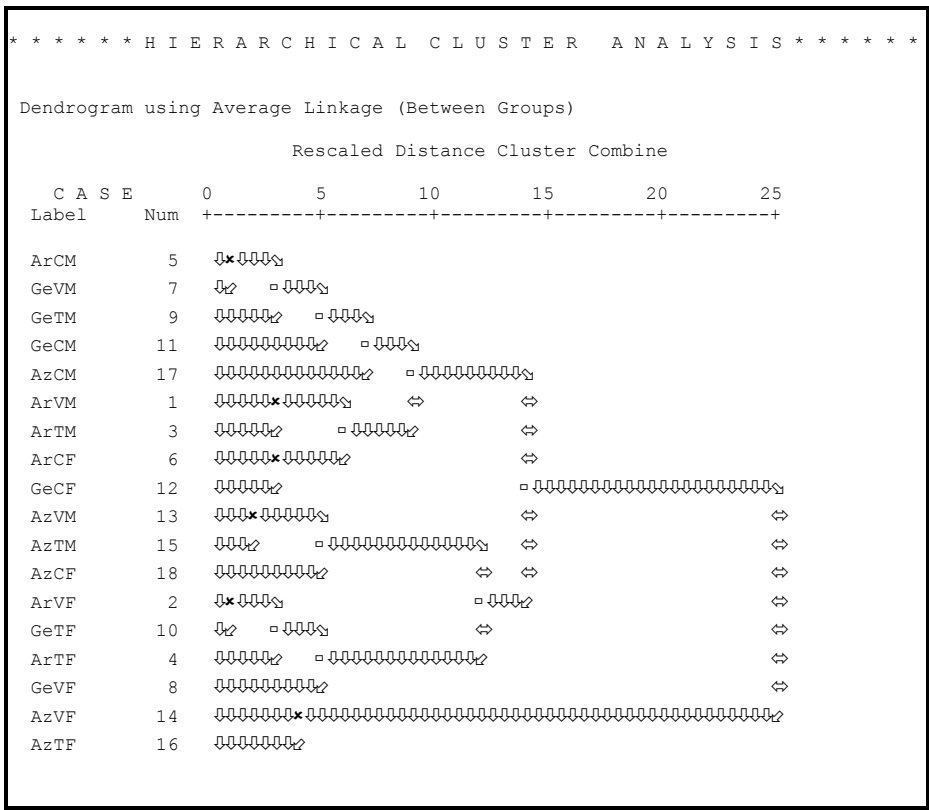 * * * * * * H I E R A R C H I C A L  C L U S T E R   A N A L Y S I S * * * * * *
Dendrogram using Average Linkage (Between Groups)
Rescaled Distance Cluster Combine
C A S E      0         5        10        15        20        25
Label     Num  +---------+---------+---------+---------+---------+
ArCM       5   ⇩×⇩⇩⇩⬂
GeVM       7   ⇩⬃   ▫⇩⇩⇩⬂
GeTM       9   ⇩⇩⇩⇩⇩⬃   ▫⇩⇩⇩⬂
GeCM      11   ⇩⇩⇩⇩⇩⇩⇩⇩⇩⬃   ▫⇩⇩⇩⬂
AzCM      17   ⇩⇩⇩⇩⇩⇩⇩⇩⇩⇩⇩⇩⇩⬃   ▫⇩⇩⇩⇩⇩⇩⇩⇩⇩⬂
ArVM       1   ⇩⇩⇩⇩⇩×⇩⇩⇩⇩⇩⬂     ⇔         ⇔
ArTM       3   ⇩⇩⇩⇩⇩⬃     ▫⇩⇩⇩⇩⇩⬃         ⇔
ArCF       6   ⇩⇩⇩⇩⇩×⇩⇩⇩⇩⇩⬃               ⇔
GeCF      12   ⇩⇩⇩⇩⇩⬃                     ▫⇩⇩⇩⇩⇩⇩⇩⇩⇩⇩⇩⇩⇩⇩⇩⇩⇩⇩⇩⇩⇩⬂
AzVM      13   ⇩⇩⇩×⇩⇩⇩⇩⇩⬂                 ⇔                     ⇔
AzTM      15   ⇩⇩⇩⬃     ▫⇩⇩⇩⇩⇩⇩⇩⇩⇩⇩⇩⇩⇩⬂   ⇔                     ⇔
AzCF      18   ⇩⇩⇩⇩⇩⇩⇩⇩⇩⬃             ⇔   ⇔                     ⇔
ArVF       2   ⇩×⇩⇩⇩⬂                 ▫⇩⇩⇩⬃                     ⇔
GeTF      10   ⇩⬃   ▫⇩⇩⇩⬂             ⇔                         ⇔
ArTF       4   ⇩⇩⇩⇩⇩⬃   ▫⇩⇩⇩⇩⇩⇩⇩⇩⇩⇩⇩⇩⇩⬃                         ⇔
GeVF       8   ⇩⇩⇩⇩⇩⇩⇩⇩⇩⬃                                       ⇔
AzVF      14   ⇩⇩⇩⇩⇩⇩⇩×⇩⇩⇩⇩⇩⇩⇩⇩⇩⇩⇩⇩⇩⇩⇩⇩⇩⇩⇩⇩⇩⇩⇩⇩⇩⇩⇩⇩⇩⇩⇩⇩⇩⇩⇩⇩⇩⇩⇩⇩⇩⬃
AzTF      16   ⇩⇩⇩⇩⇩⇩⇩⬃